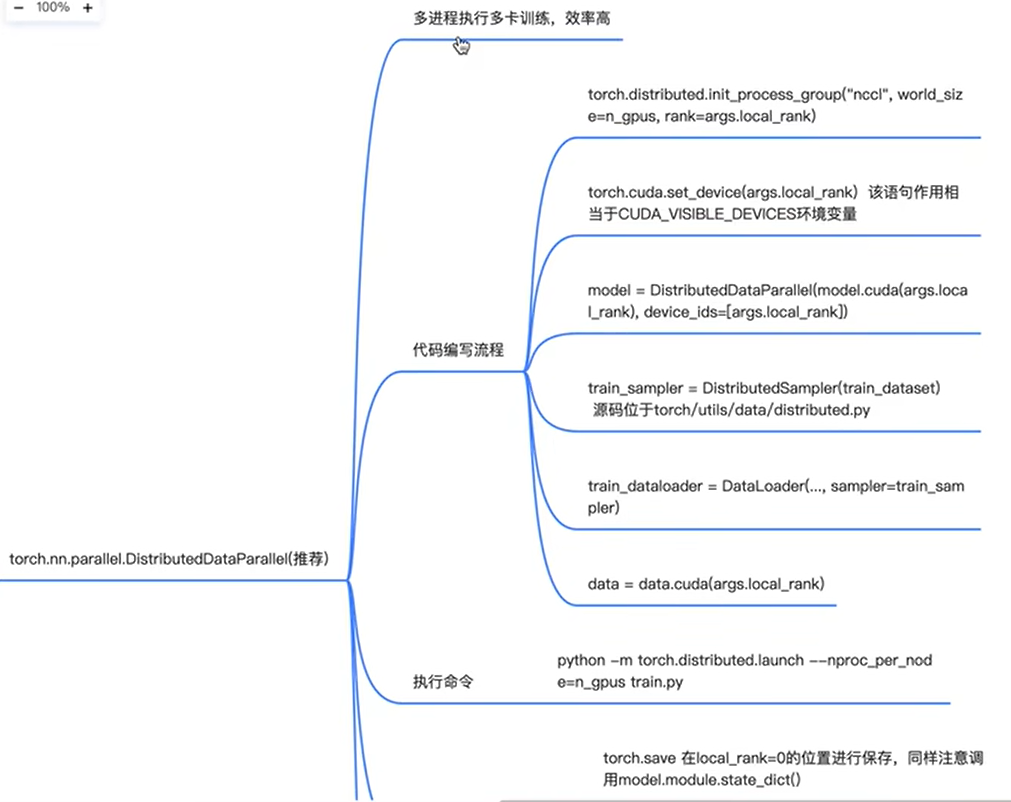 − 100% +
多进程执行多卡训练，效率高
torch.distributed.init_process_group("nccl", world_siz
e=n_gpus, rank=args.local_rank)
torch.cuda.set_device(args.local_rank) 该语句作用相
当于CUDA_VISIBLE_DEVICES环境变量
model = DistributedDataParallel(model.cuda(args.loca
l_rank), device_ids=[args.local_rank])
代码编写流程
train_sampler = DistributedSampler(train_dataset)
源码位于torch/utils/data/distributed.py
train_dataloader = DataLoader(..., sampler=train_sam
pler)
torch.nn.parallel.DistributedDataParallel(推荐)
data = data.cuda(args.local_rank)
执行命令
python -m torch.distributed.launch --nproc_per_nod
e=n_gpus train.py
torch.save 在local_rank=0的位置进行保存，同样注意调
用model.module.state_dict()